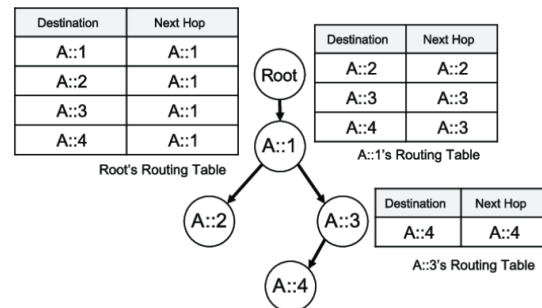 Destination Next Hop
A::1 A::1
A::2 A::1
A::3 A::1
A::4 A::1
Root's Routing Table
Destination Next Hop
A::2 A::2
A::3 A::3
A::4 A::3
A::1's Routing Table
Root
A::1
A::2
A::3
A::4
Destination Next Hop
A::4 A::4
A::3's Routing Table